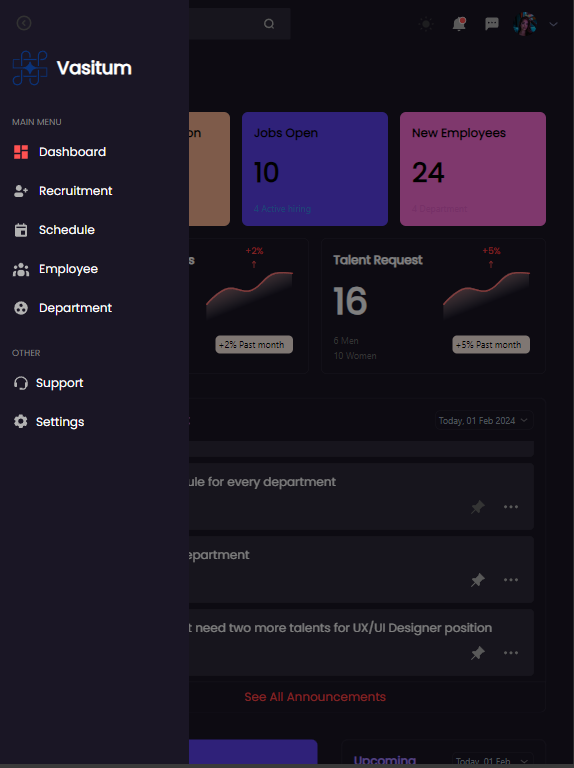 Vasitum
MAIN MENU
Dashboard
Recruitment
Schedule
Employee
Department
OTHER
Support
Settings
on
Jobs Open
10
4 Active Hiring
New Employees
24
4 Department
s
+2%
↑
+2% Past month
Talent Request
16
6 Men
10 Women
+5%
↑
+5% Past month
Today, 01 Feb 2024
ule for every department
epartment
t need two more talents for UX/UI Designer position
See All Announcements
Upcoming
Today, 01 Feb